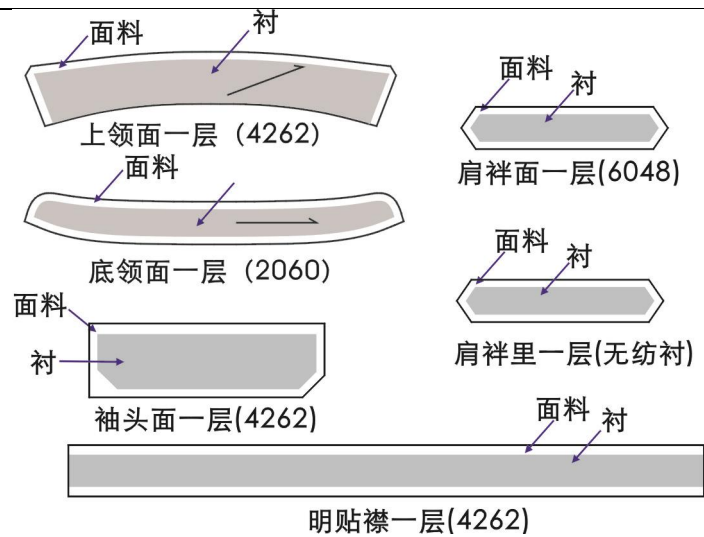 面料
衬
上领面一层（4262）
面料
底领面一层（2060）
面料
衬
袖头面一层(4262)
面料
衬
肩袢面一层(6048)
面料
衬
肩袢里一层(无纺衬)
面料
衬
明贴襟一层(4262)